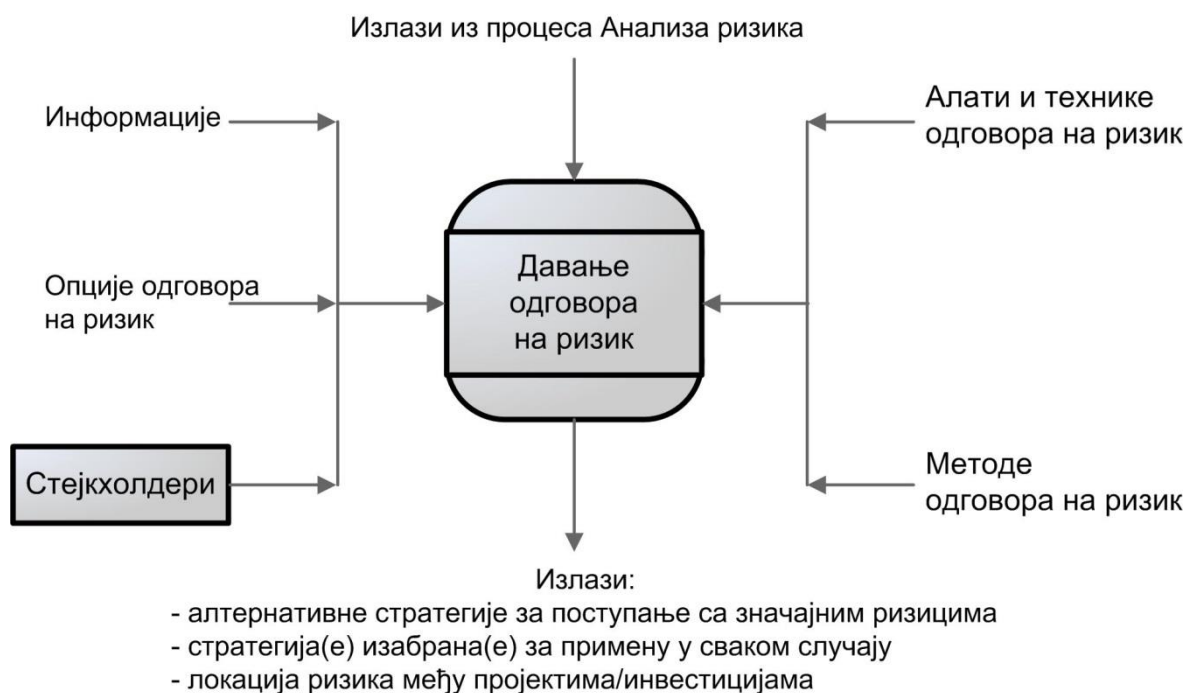 Излази из процеса Анализа ризика
Информације
Алати и технике
одговора на ризик
Опције одговора
на ризик
Давање
одговора
на ризик
Стејкхолдери
Методе
одговора на ризик
Излази:
- алтернативне стратегије за поступање са значајним ризицима
- стратегија(е) изабрана(е) за примену у сваком случају
- локација ризика међу пројектима/инвестицијама